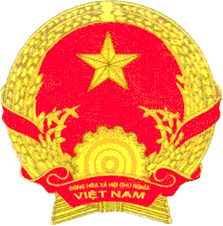 CỘNG HÒA XÃ HỘI CHỦ NGHĨA
VIỆT NAM